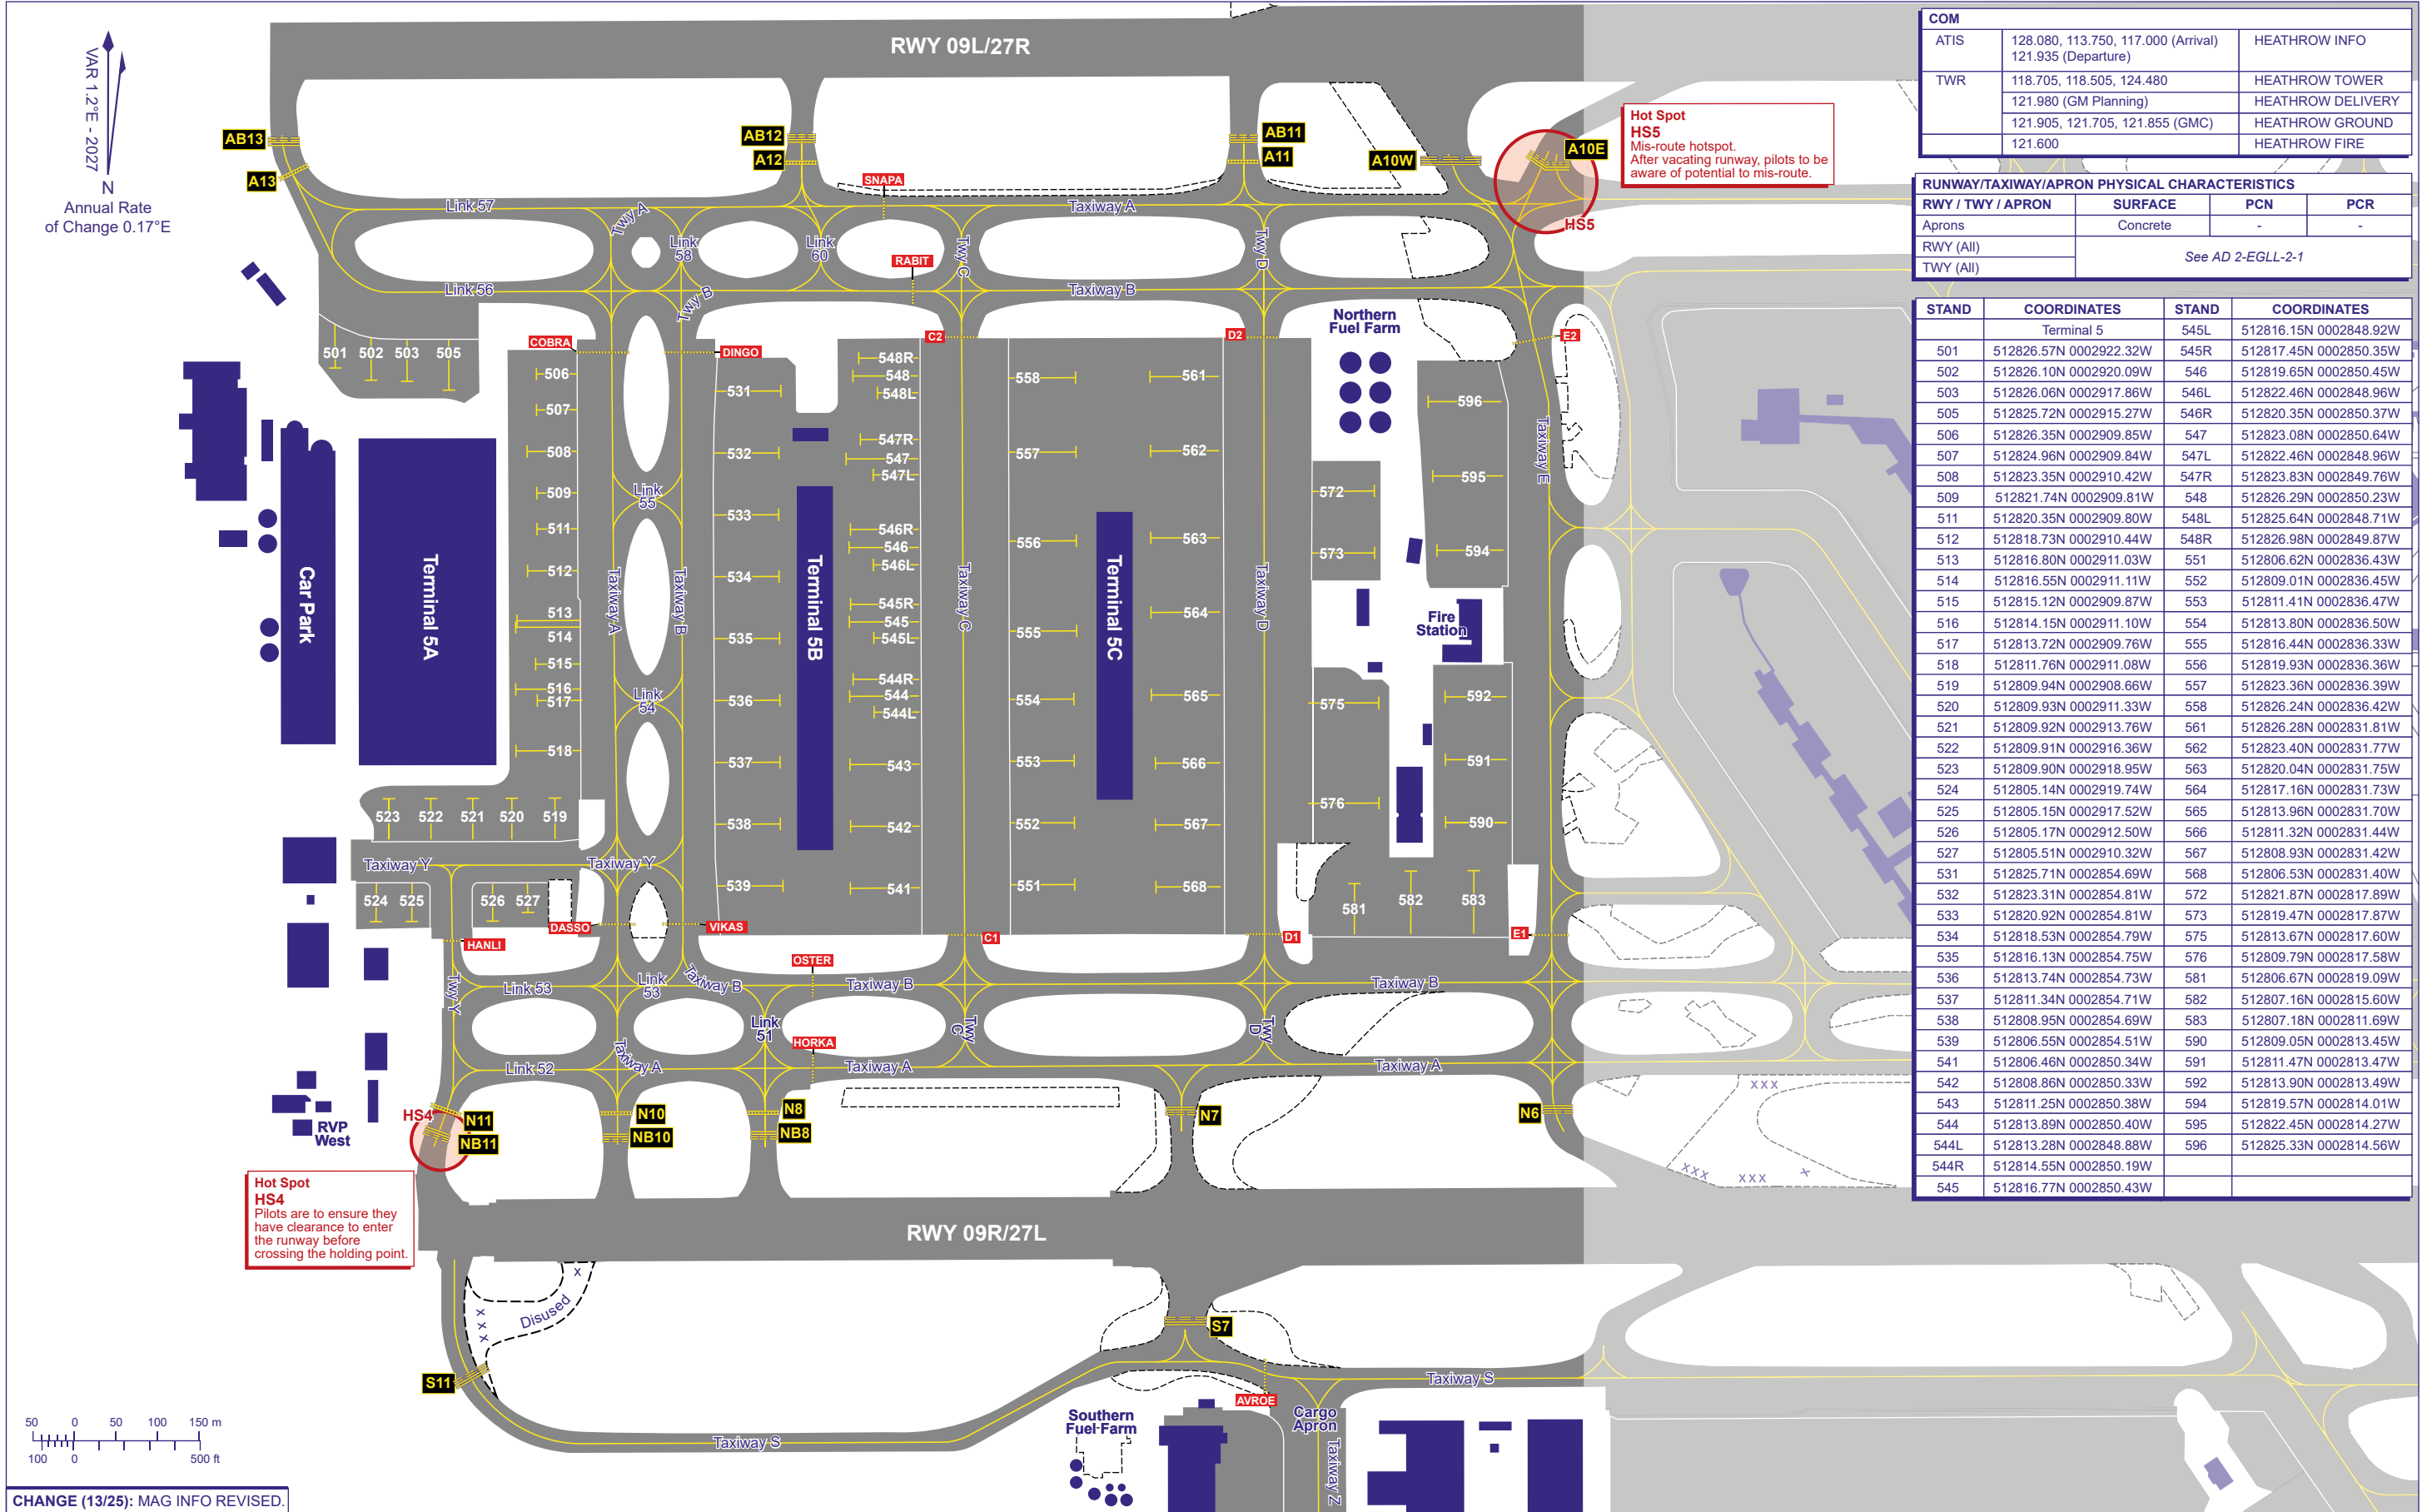 VAR 1.2°E - 2027
N
Annual Rate
of Change 0.17°E
RWY 09L/27R
AB13
A13
AB12
A12
AB11
A11
A10W
A10E
Hot Spot
HS5
Mis-route hotspot.
After vacating runway, pilots to be
aware of potential to mis-route.
HS5
SNAPA
Link 57
Twy A
Taxiway A
Link
58
Link
60
Twy C
Twy D
RABIT
Link 56
Twy B
Taxiway B
COBRA
DINGO
C2
D2
E2
Northern
Fuel Farm
501
502
503
505
506
507
508
509
511
512
513
514
515
516
517
518
Link
55
Link
54
Taxiway A
Taxiway B
531
532
533
534
535
536
537
538
539
548R
548
548L
547R
547
547L
546R
546
546L
545R
545
545L
544R
544
544L
543
542
541
Car Park
Terminal 5A
Terminal 5B
Taxiway C
558
557
556
555
554
553
552
551
Terminal 5C
561
562
563
564
565
566
567
568
Taxiway D
572
573
575
576
596
595
594
Fire
Station
592
591
590
581
582
583
Taxiway E
523
522
521
520
519
Taxiway Y
Taxiway Y
524
525
526
527
DASSO
VIKAS
HANLI
C1
D1
E1
OSTER
Twy Y
Link 53
Link
53
Taxiway B
Taxiway B
Taxiway B
Link
51
Twy
C
Twy
D
HORKA
Link 52
Taxiway A
Taxiway A
Taxiway A
HS4
N11
NB11
N10
NB10
N8
NB8
N7
N6
RVP
West
Hot Spot
HS4
Pilots are to ensure they
have clearance to enter
the runway before
crossing the holding point.
x x x
x x x
x x x
x
RWY 09R/27L
x
x x x
Disused
S11
S7
Taxiway S
Taxiway S
AVROE
Southern
Fuel Farm
Cargo
Apron
Taxiway Z
50 0 50 100 150 m
100 0 500 ft
CHANGE (13/25): MAG INFO REVISED.
COM
ATIS 128.080, 113.750, 117.000 (Arrival) HEATHROW INFO
121.935 (Departure)
TWR 118.705, 118.505, 124.480 HEATHROW TOWER
121.980 (GM Planning) HEATHROW DELIVERY
121.905, 121.705, 121.855 (GMC) HEATHROW GROUND
121.600 HEATHROW FIRE
RUNWAY/TAXIWAY/APRON PHYSICAL CHARACTERISTICS
RWY / TWY / APRON SURFACE PCN PCR
Aprons Concrete - -
RWY (All)
See AD 2-EGLL-2-1
TWY (All)
STAND COORDINATES STAND COORDINATES
Terminal 5 545L 512816.15N 0002848.92W
501 512826.57N 0002922.32W 545R 512817.45N 0002850.35W
502 512826.10N 0002920.09W 546 512819.65N 0002850.45W
503 512826.06N 0002917.86W 546L 512822.46N 0002848.96W
505 512825.72N 0002915.27W 546R 512820.35N 0002850.37W
506 512826.35N 0002909.85W 547 512823.08N 0002850.64W
507 512824.96N 0002909.84W 547L 512822.46N 0002848.96W
508 512823.35N 0002910.42W 547R 512823.83N 0002849.76W
509 512821.74N 0002909.81W 548 512826.29N 0002850.23W
511 512820.35N 0002909.80W 548L 512825.64N 0002848.71W
512 512818.73N 0002910.44W 548R 512826.98N 0002849.87W
513 512816.80N 0002911.03W 551 512806.62N 0002836.43W
514 512816.55N 0002911.11W 552 512809.01N 0002836.45W
515 512815.12N 0002909.87W 553 512811.41N 0002836.47W
516 512814.15N 0002911.10W 554 512813.80N 0002836.50W
517 512813.72N 0002909.76W 555 512816.44N 0002836.33W
518 512811.76N 0002911.08W 556 512819.93N 0002836.36W
519 512809.94N 0002908.66W 557 512823.36N 0002836.39W
520 512809.93N 0002911.33W 558 512826.24N 0002836.42W
521 512809.92N 0002913.76W 561 512826.28N 0002831.81W
522 512809.91N 0002916.36W 562 512823.40N 0002831.77W
523 512809.90N 0002918.95W 563 512820.04N 0002831.75W
524 512805.14N 0002919.74W 564 512817.16N 0002831.73W
525 512805.15N 0002917.52W 565 512813.96N 0002831.70W
526 512805.17N 0002912.50W 566 512811.32N 0002831.44W
527 512805.51N 0002910.32W 567 512808.93N 0002831.42W
531 512825.71N 0002854.69W 568 512806.53N 0002831.40W
532 512823.31N 0002854.81W 572 512821.87N 0002817.89W
533 512820.92N 0002854.81W 573 512819.47N 0002817.87W
534 512818.53N 0002854.79W 575 512813.67N 0002817.60W
535 512816.13N 0002854.75W 576 512809.79N 0002817.58W
536 512813.74N 0002854.73W 581 512806.67N 0002819.09W
537 512811.34N 0002854.71W 582 512807.16N 0002815.60W
538 512808.95N 0002854.69W 583 512807.18N 0002811.69W
539 512806.55N 0002854.51W 590 512809.05N 0002813.45W
541 512806.46N 0002850.34W 591 512811.47N 0002813.47W
542 512808.86N 0002850.33W 592 512813.90N 0002813.49W
543 512811.25N 0002850.38W 594 512819.57N 0002814.01W
544 512813.89N 0002850.40W 595 512822.45N 0002814.27W
544L 512813.28N 0002848.88W 596 512825.33N 0002814.56W
544R 512814.55N 0002850.19W
545 512816.77N 0002850.43W